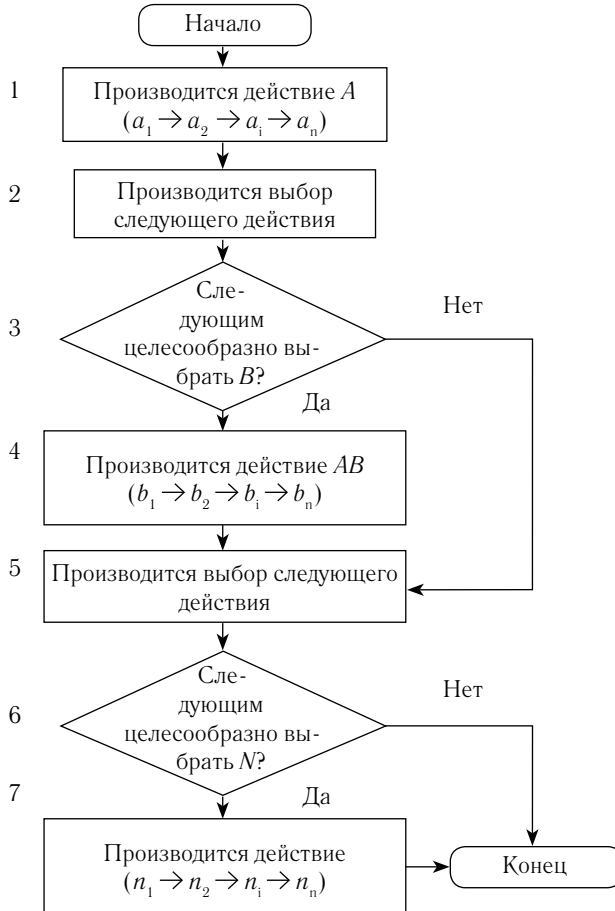 Начало
1
Производится действие A
(a₁ → a₂ → aᵢ → aₙ)
2
Производится выбор
следующего действия
3
Сле-
дующим
целесообразно вы-
брать B?
Нет
Да
4
Производится действие AB
(b₁ → b₂ → bᵢ → bₙ)
5
Производится выбор следующего
действия
6
Сле-
дующим
целесообразно вы-
брать N?
Нет
Да
7
Производится действие
(n₁ → n₂ → nᵢ → nₙ)
Конец